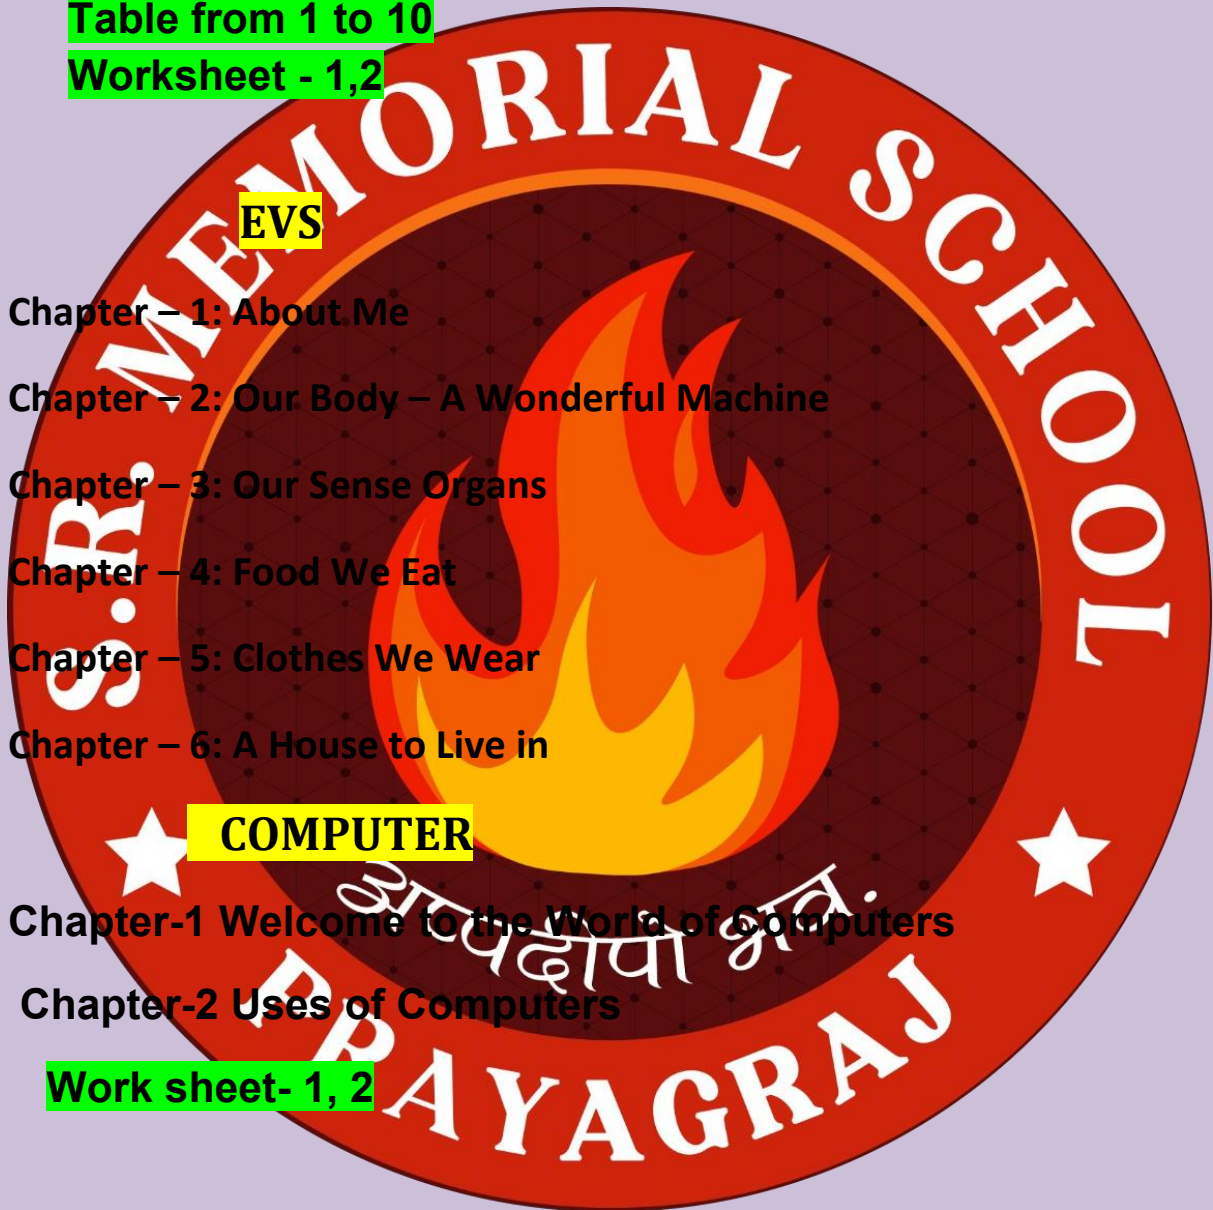 Table from 1 to 10
Worksheet - 1,2
EVS
Chapter – 1: About Me
Chapter – 2: Our Body – A Wonderful Machine
Chapter – 3: Our Sense Organs
Chapter – 4: Food We Eat
Chapter – 5: Clothes We Wear
Chapter – 6: A House to Live in
COMPUTER
Chapter-1 Welcome to the World of Computers
Chapter-2 Uses of Computers
Work sheet- 1, 2
S.R. MEMORIAL SCHOOL
अप्पदीपो भव.
PRAYAGRAJ